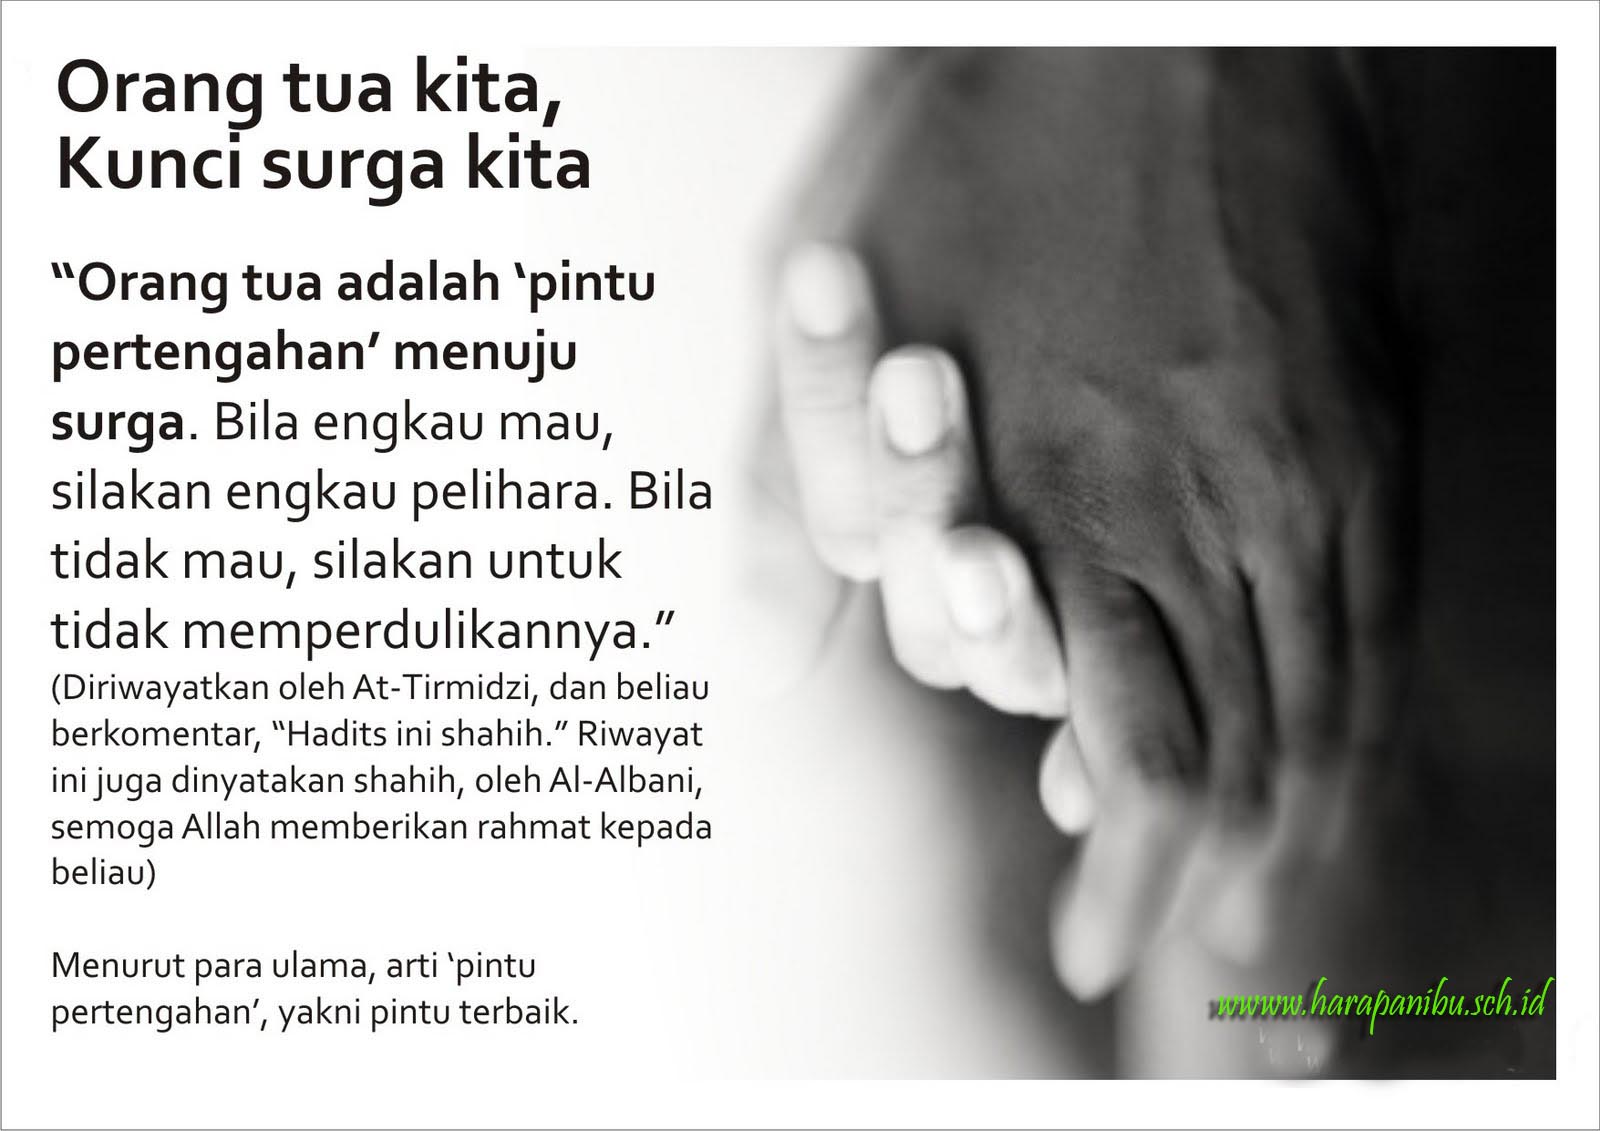 Orang tua kita,
Kunci surga kita
“Orang tua adalah ‘pintu
pertengahan’ menuju
surga. Bila engkau mau,
silakan engkau pelihara. Bila
tidak mau, silakan untuk
tidak memperdulikannya.”
(Diriwayatkan oleh At-Tirmidzi, dan beliau
berkomentar, “Hadits ini shahih.” Riwayat
ini juga dinyatakan shahih, oleh Al-Albani,
semoga Allah memberikan rahmat kepada
beliau)
Menurut para ulama, arti ‘pintu
pertengahan’, yakni pintu terbaik.
wwww.harapanibu.sch.id